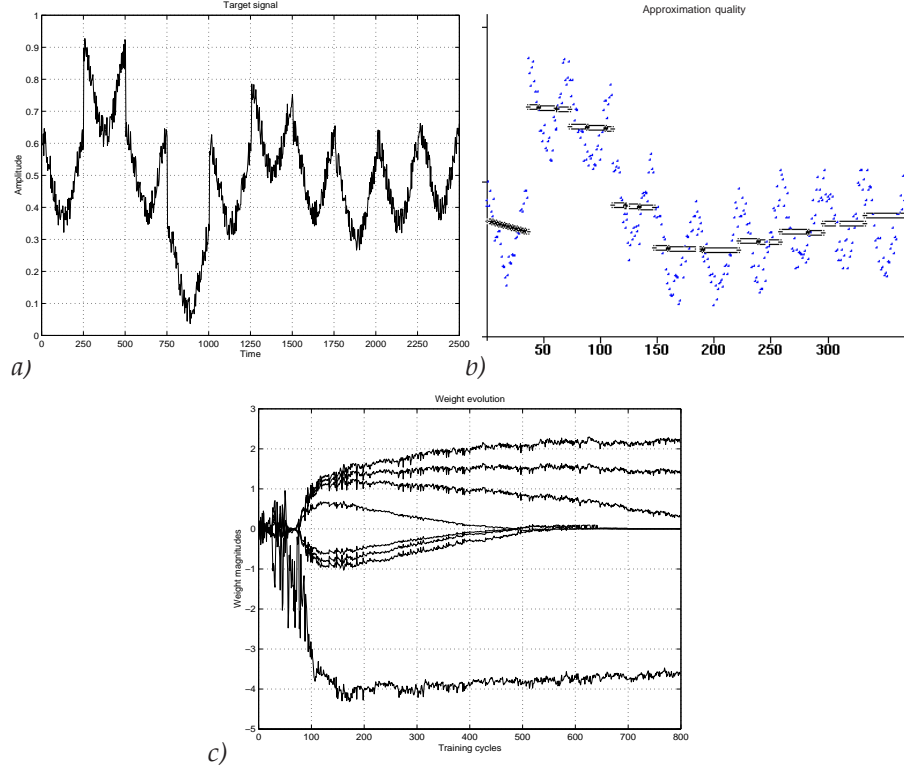 Target signal
1
0.9
0.8
0.7
0.6
0.5
0.4
0.3
0.2
0.1
0
Amplitude
0 250 500 750 1000 1250 1500 1750 2000 2250 2500
Time
a)
Approximation quality
50 100 150 200 250 300
b)
Weight evolution
3
2
1
0
−1
−2
−3
−4
−5
Weight magnitudes
0 100 200 300 400 500 600 700 800
Training cycles
c)